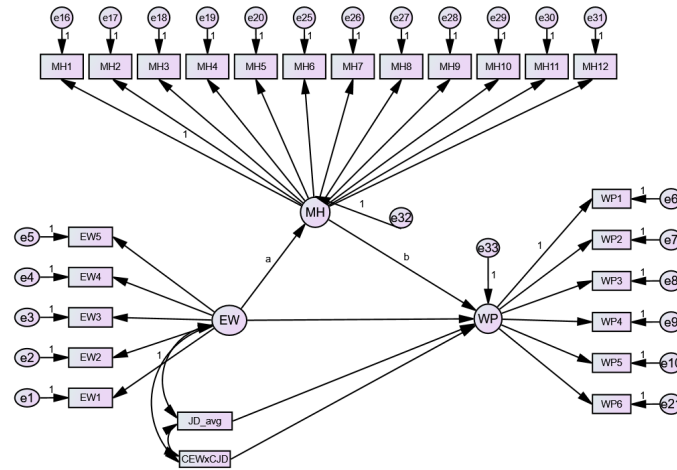 e16 e17 e18 e19 e20 e25 e26 e27 e28 e29 e30 e31
1 1 1 1 1 1 1 1 1 1 1 1
MH1 MH2 MH3 MH4 MH5 MH6 MH7 MH8 MH9 MH10 MH11 MH12
1
MH 1 e32
WP1 1 e6
e5 1 EW5
a b e33 1 WP2 1 e7
e4 1 EW4
1 WP3 1 e8
e3 1 EW3 EW WP WP4 1 e9
e2 1 EW2
1 WP5 1 e10
e1 1 EW1
WP6 1 e21
JD_avg
CEWxCJD